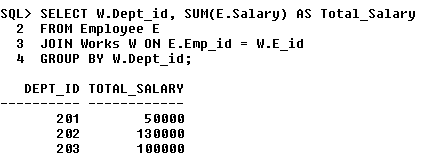 SQL> SELECT W.Dept_id, SUM(E.Salary) AS Total_Salary
  2  FROM Employee E
  3  JOIN Works W ON E.Emp_id = W.E_id
  4  GROUP BY W.Dept_id;

   DEPT_ID TOTAL_SALARY
---------- ------------
       201        50000
       202       130000
       203       100000